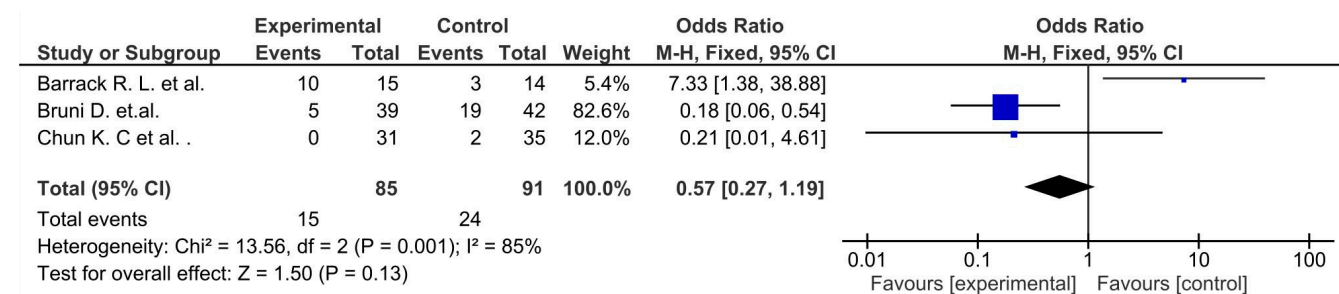 Experimental Control Odds Ratio Odds Ratio
Study or Subgroup Events Total Events Total Weight M-H, Fixed, 95% CI M-H, Fixed, 95% CI
Barrack R. L. et al. 10 15 3 14 5.4% 7.33 [1.38, 38.88]
Bruni D. et.al. 5 39 19 42 82.6% 0.18 [0.06, 0.54]
Chun K. C et al. . 0 31 2 35 12.0% 0.21 [0.01, 4.61]
Total (95% CI) 85 91 100.0% 0.57 [0.27, 1.19]
Total events 15 24
Heterogeneity: Chi² = 13.56, df = 2 (P = 0.001); I² = 85%
Test for overall effect: Z = 1.50 (P = 0.13)
0.01 0.1 1 10 100
Favours [experimental] Favours [control]